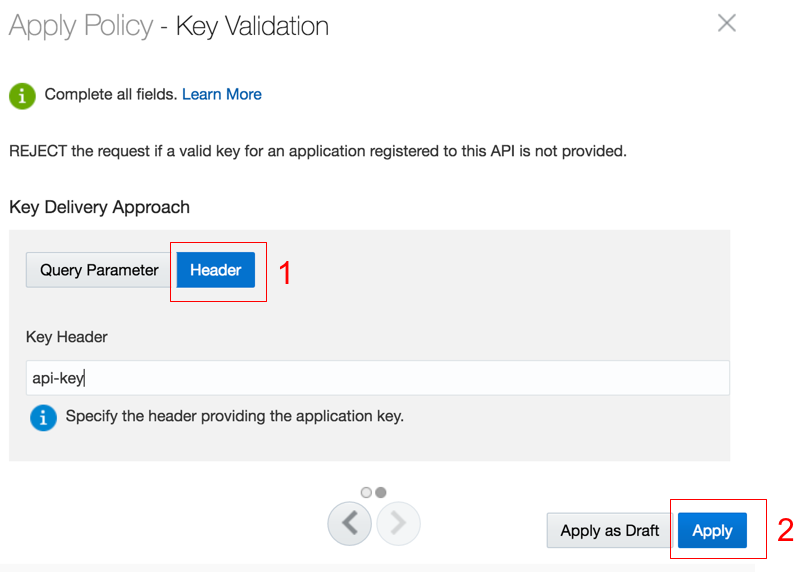 Apply Policy - Key Validation
Complete all fields. Learn More
REJECT the request if a valid key for an application registered to this API is not provided.
Key Delivery Approach
Query Parameter Header 1
Key Header
api-key
Specify the header providing the application key.
Apply as Draft Apply 2